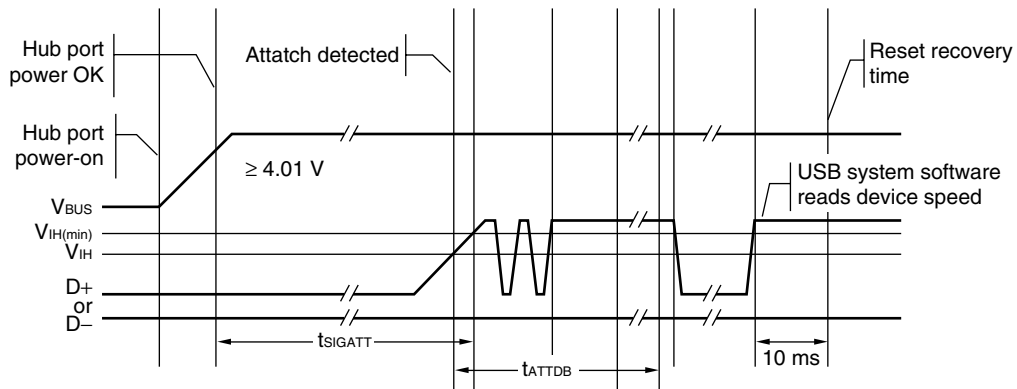 Hub port
power OK
Attatch detected
Reset recovery
time
Hub port
power-on
≥ 4.01 V
USB system software
reads device speed
VBUS
VIH(min)
VIH
D+
or
D–
tSIGATT
tATTDB
10 ms